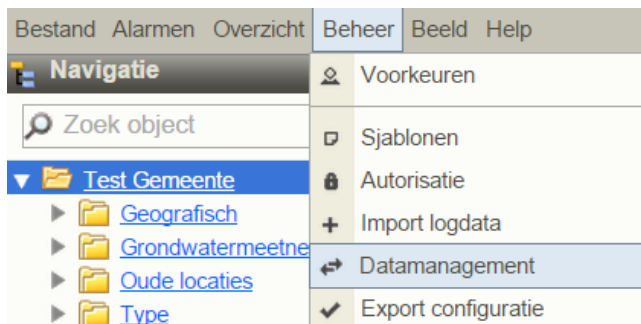 Bestand Alarmen Overzicht Beheer Beeld Help
Navigatie
Zoek object
Test Gemeente
Geografisch
Grondwatermeetne
Oude locaties
Type
Voorkeuren
Sjablonen
Autorisatie
Import logdata
Datamanagement
Export configuratie